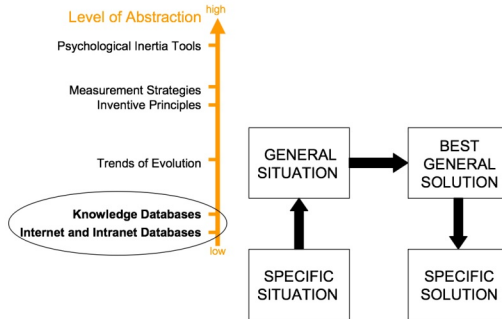 Level of Abstraction
high
Psychological Inertia Tools
Measurement Strategies
Inventive Principles
Trends of Evolution
Knowledge Databases
Internet and Intranet Databases
low
GENERAL
SITUATION
BEST
GENERAL
SOLUTION
SPECIFIC
SITUATION
SPECIFIC
SOLUTION